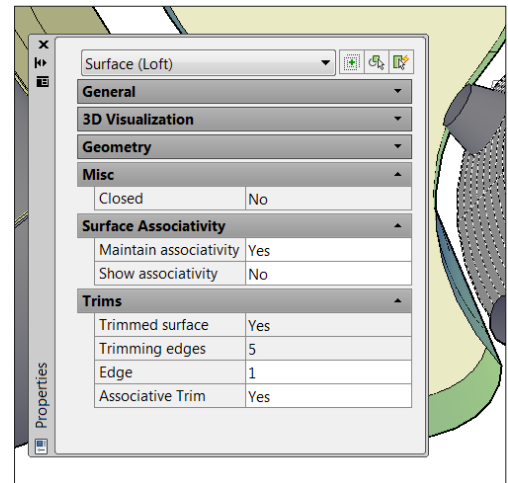 Surface (Loft)
General
3D Visualization
Geometry
Misc
Closed No
Surface Associativity
Maintain associativity Yes
Show associativity No
Trims
Trimmed surface Yes
Trimming edges 5
Edge 1
Associative Trim Yes
Properties